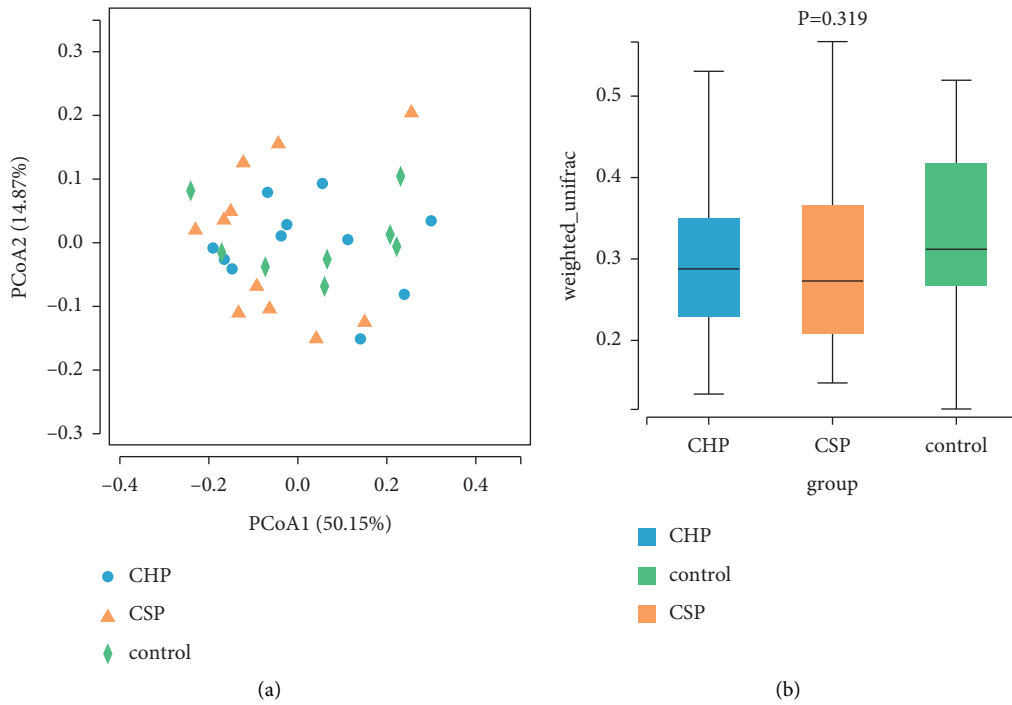 0.3
0.2
0.1
0.0
−0.1
−0.2
−0.3
PCoA2 (14.87%)
−0.4 −0.2 0.0 0.2 0.4
PCoA1 (50.15%)
CHP
CSP
control
(a)
P=0.319
0.5
0.4
0.3
0.2
weighted_unifrac
CHP CSP control
group
CHP
control
CSP
(b)